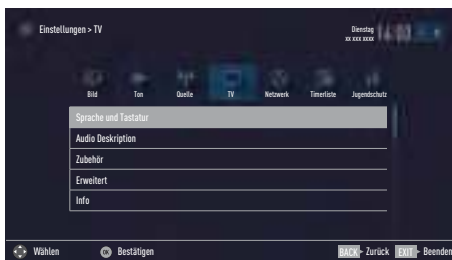 Einstellungen > TV
Dienstag
xx xxx xxxx
Bild Ton Quelle TV Netzwerk Timerliste Jugendschutz
Sprache und Tastatur
Audio Deskription
Zubehör
Erweitert
Info
Wählen OK Bestätigen BACK > Zurück EXIT > Beenden